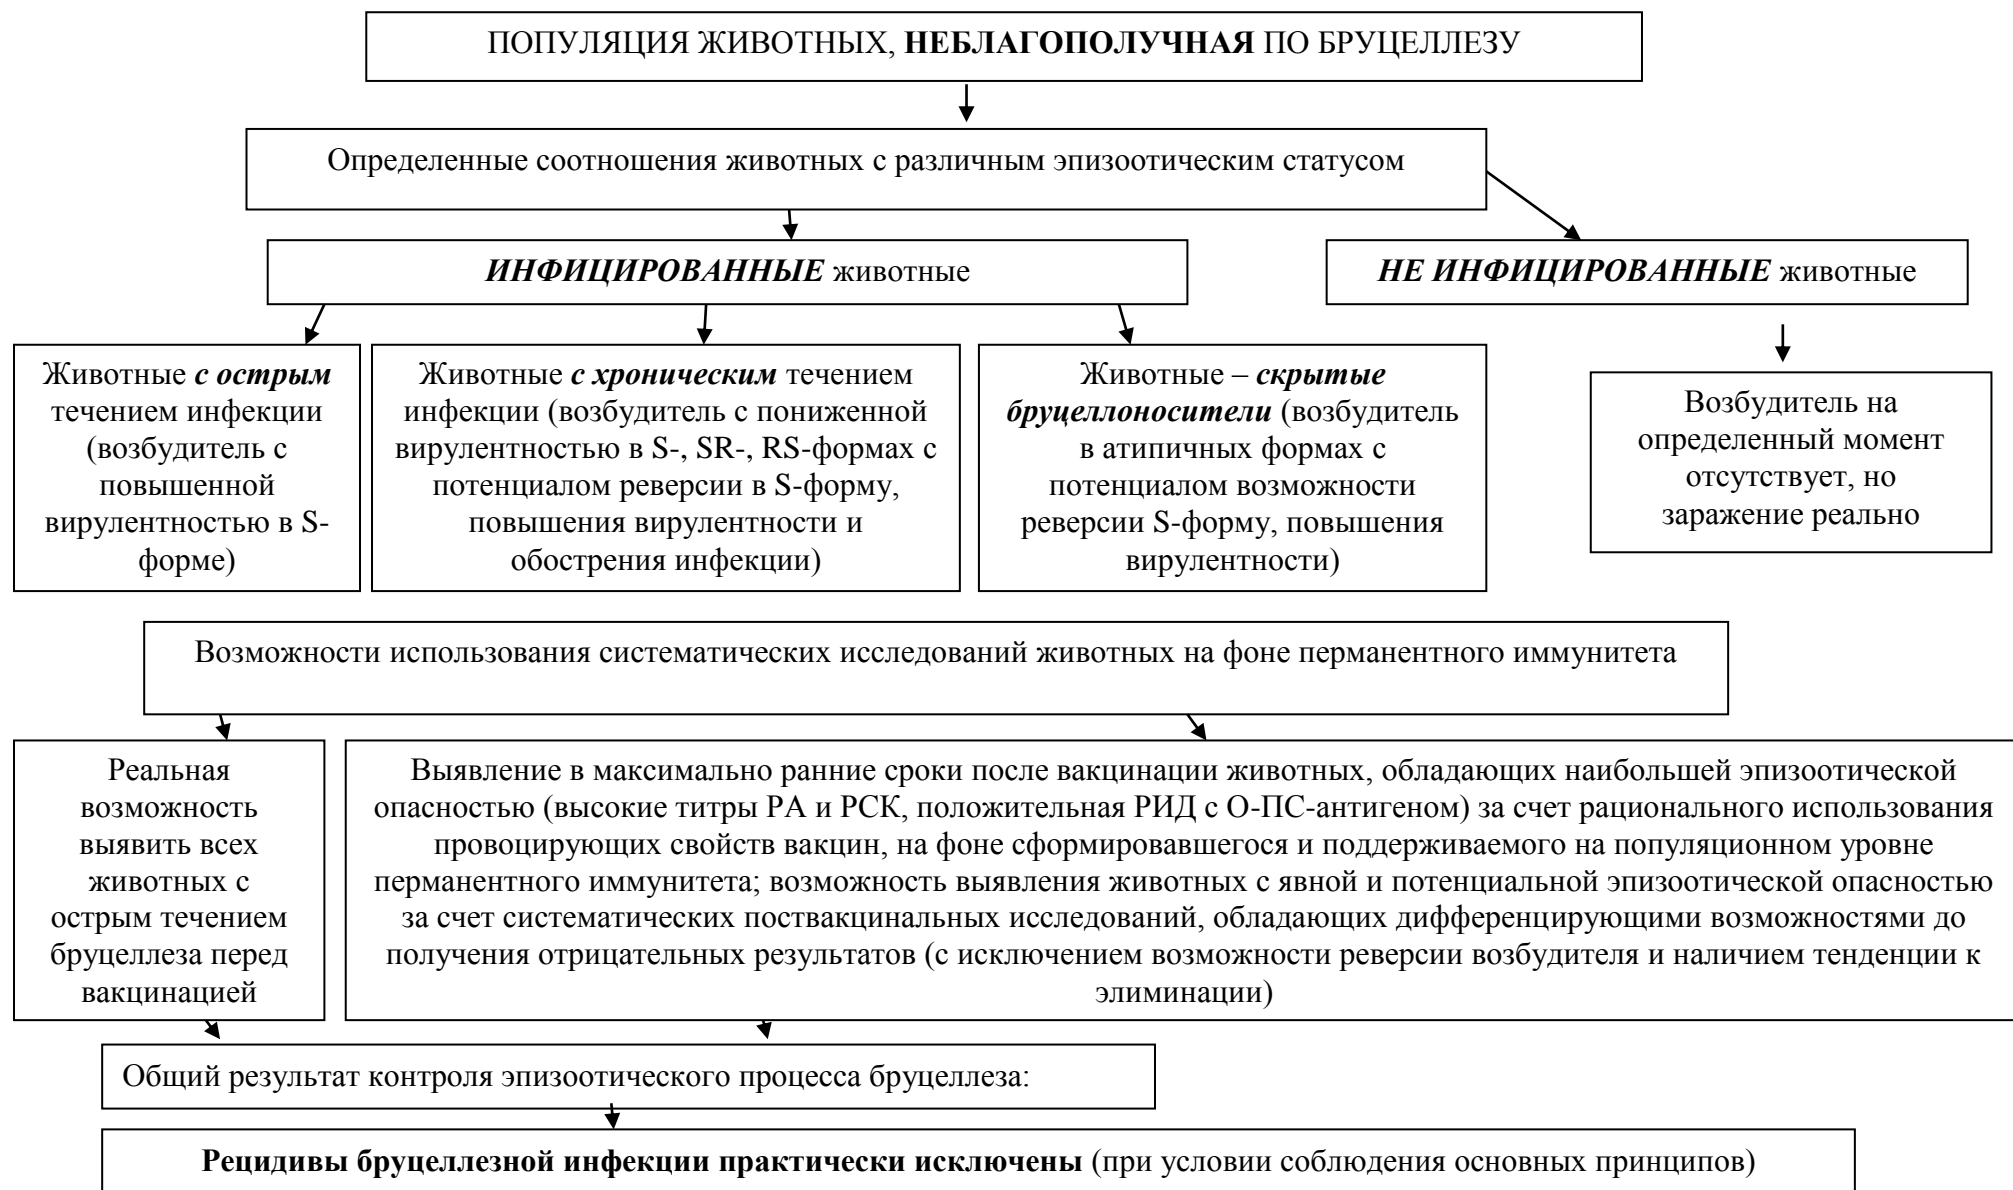 ПОПУЛЯЦИЯ ЖИВОТНЫХ, НЕБЛАГОПОЛУЧНАЯ ПО БРУЦЕЛЛЕЗУ
Определенные соотношения животных с различным эпизоотическим статусом
ИНФИЦИРОВАННЫЕ животные
НЕ ИНФИЦИРОВАННЫЕ животные
Животные с острым
течением инфекции
(возбудитель с
повышенной
вирулентностью в S-
форме)
Животные с хроническим течением
инфекции (возбудитель с пониженной
вирулентностью в S-, SR-, RS-формах с
потенциалом реверсии в S-форму,
повышения вирулентности и
обострения инфекции)
Животные – скрытые
бруцеллоносители (возбудитель
в атипичных формах с
потенциалом возможности
реверсии S-форму, повышения
вирулентности)
Возбудитель на
определенный момент
отсутствует, но
заражение реально
Возможности использования систематических исследований животных на фоне перманентного иммунитета
Реальная
возможность
выявить всех
животных с
острым течением
бруцеллеза перед
вакцинацией
Выявление в максимально ранние сроки после вакцинации животных, обладающих наибольшей эпизоотической
опасностью (высокие титры РА и РСК, положительная РИД с О-ПС-антигеном) за счет рационального использования
провоцирующих свойств вакцин, на фоне сформировавшегося и поддерживаемого на популяционном уровне
перманентного иммунитета; возможность выявления животных с явной и потенциальной эпизоотической опасностью
за счет систематических поствакцинальных исследований, обладающих дифференцирующими возможностями до
получения отрицательных результатов (с исключением возможности реверсии возбудителя и наличием тенденции к
элиминации)
Общий результат контроля эпизоотического процесса бруцеллеза:
Рецидивы бруцеллезной инфекции практически исключены (при условии соблюдения основных принципов)